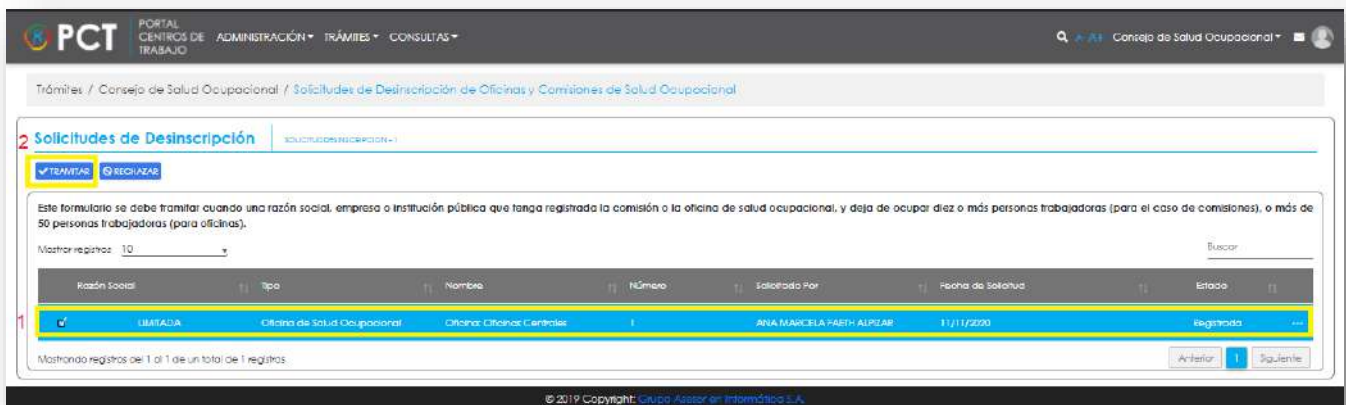 PCT
PORTAL
CENTROS DE
TRABAJO
ADMINISTRACIÓN TRÁMITES CONSULTAS
A- A+ Consejo de Salud Ocupacional
Trámites / Consejo de Salud Ocupacional / Solicitudes de Desinscripción de Oficinas y Comisiones de Salud Ocupacional
2 Solicitudes de Desinscripción
TRAMITAR RECHAZAR
Este formulario se debe tramitar cuando una razón social, empresa o institución pública que tenga registrada la comisión o la oficina de salud ocupacional, y deja de ocupar diez o más personas trabajadoras (para el caso de comisiones), o más de
50 personas trabajadoras (para oficinas).
Mostrar registros 10
Buscar
Razón Social Tipo Nombre Número Solicitado Por Fecha de Solicitud Estado
1 LIMITADA Oficina de Salud Ocupacional Oficina: Oficinas Centrales 1 ANA MARCELA FAETH ALPIZAR 11/11/2020 Registrada ...
Mostrando registros del 1 al 1 de un total de 1 registros
Anterior 1 Siguiente
© 2019 Copyright: Grupo Asesor en Informática S.A.